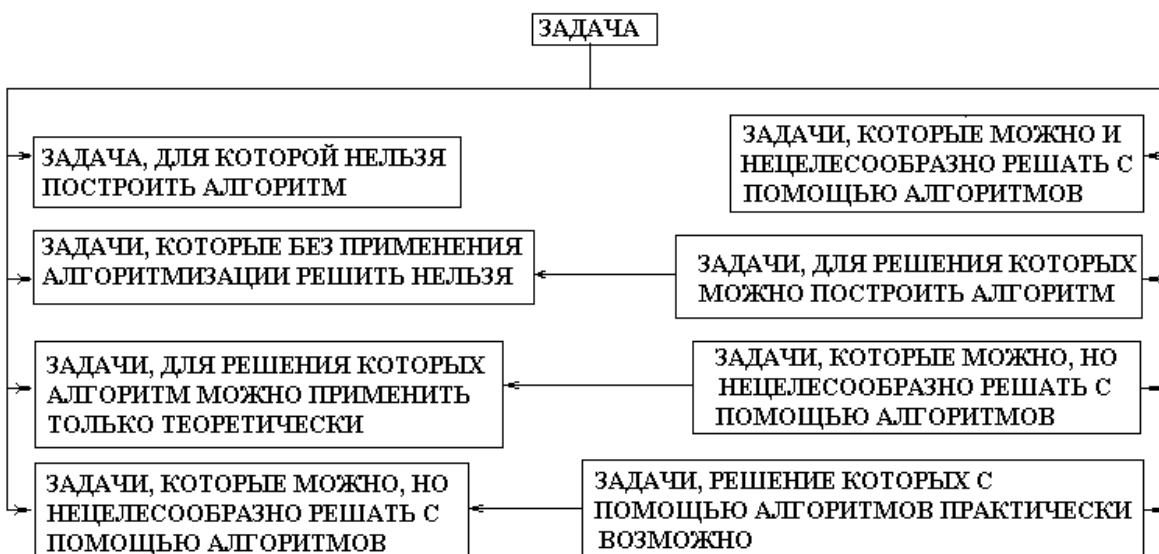 ЗАДАЧА
ЗАДАЧА, ДЛЯ КОТОРОЙ НЕЛЬЗЯ
ПОСТРОИТЬ АЛГОРИТМ
ЗАДАЧИ, КОТОРЫЕ МОЖНО И
НЕЦЕЛЕСООБРАЗНО РЕШАТЬ С
ПОМОЩЬЮ АЛГОРИТМОВ
ЗАДАЧИ, КОТОРЫЕ БЕЗ ПРИМЕНЕНИЯ
АЛГОРИТМИЗАЦИИ РЕШИТЬ НЕЛЬЗЯ
ЗАДАЧИ, ДЛЯ РЕШЕНИЯ КОТОРЫХ
МОЖНО ПОСТРОИТЬ АЛГОРИТМ
ЗАДАЧИ, ДЛЯ РЕШЕНИЯ КОТОРЫХ
АЛГОРИТМ МОЖНО ПРИМЕНИТЬ
ТОЛЬКО ТЕОРЕТИЧЕСКИ
ЗАДАЧИ, КОТОРЫЕ МОЖНО, НО
НЕЦЕЛЕСООБРАЗНО РЕШАТЬ С
ПОМОЩЬЮ АЛГОРИТМОВ
ЗАДАЧИ, КОТОРЫЕ МОЖНО, НО
НЕЦЕЛЕСООБРАЗНО РЕШАТЬ С
ПОМОЩЬЮ АЛГОРИТМОВ
ЗАДАЧИ, РЕШЕНИЕ КОТОРЫХ С
ПОМОЩЬЮ АЛГОРИТМОВ ПРАКТИЧЕСКИ
ВОЗМОЖНО